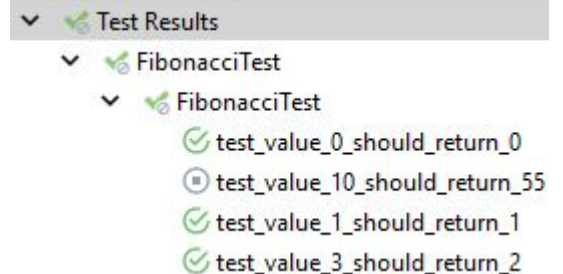 Test Results
FibonacciTest
FibonacciTest
test_value_0_should_return_0
test_value_10_should_return_55
test_value_1_should_return_1
test_value_3_should_return_2